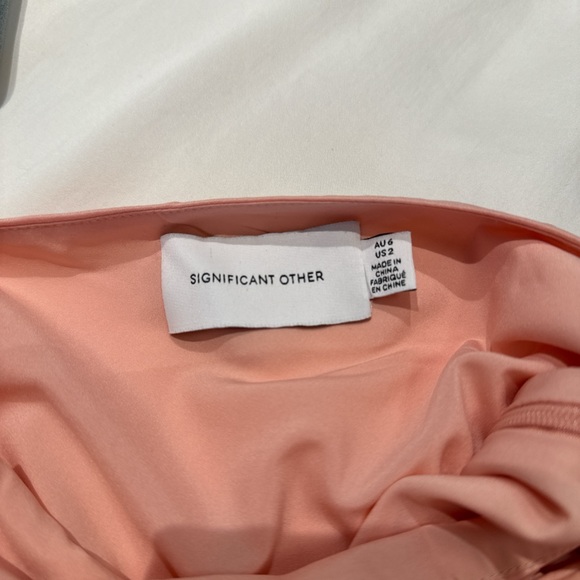 SIGNIFICANT OTHER
AU 6
US 2
MADE IN
CHINA
FABRIQUÉ
EN CHINE